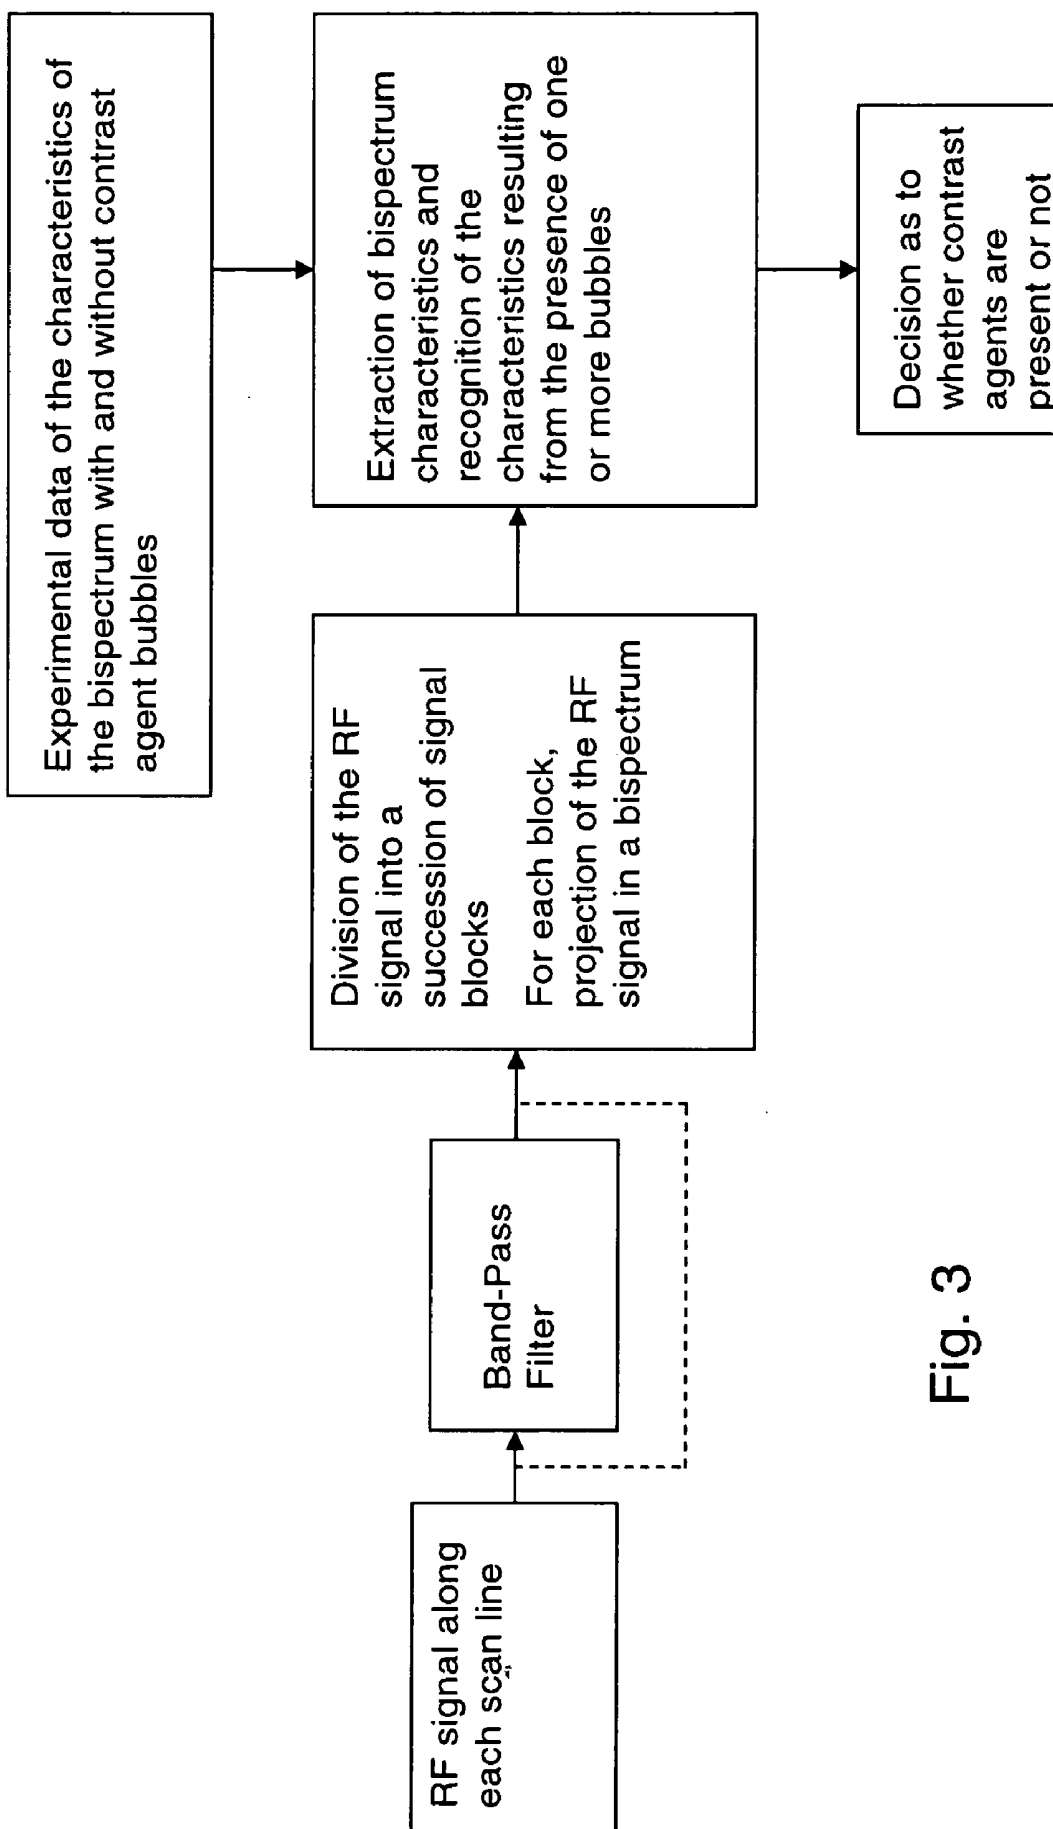 Experimental data of the characteristics of
the bispectrum with and without contrast
agent bubbles
RF signal along
each scan line
Band-Pass
Filter
Division of the RF
signal into a
succession of signal
blocks
For each block,
projection of the RF
signal in a bispectrum
Extraction of bispectrum
characteristics and
recognition of the
characteristics resulting
from the presence of one
or more bubbles
Decision as to
whether contrast
agents are
present or not
Fig. 3